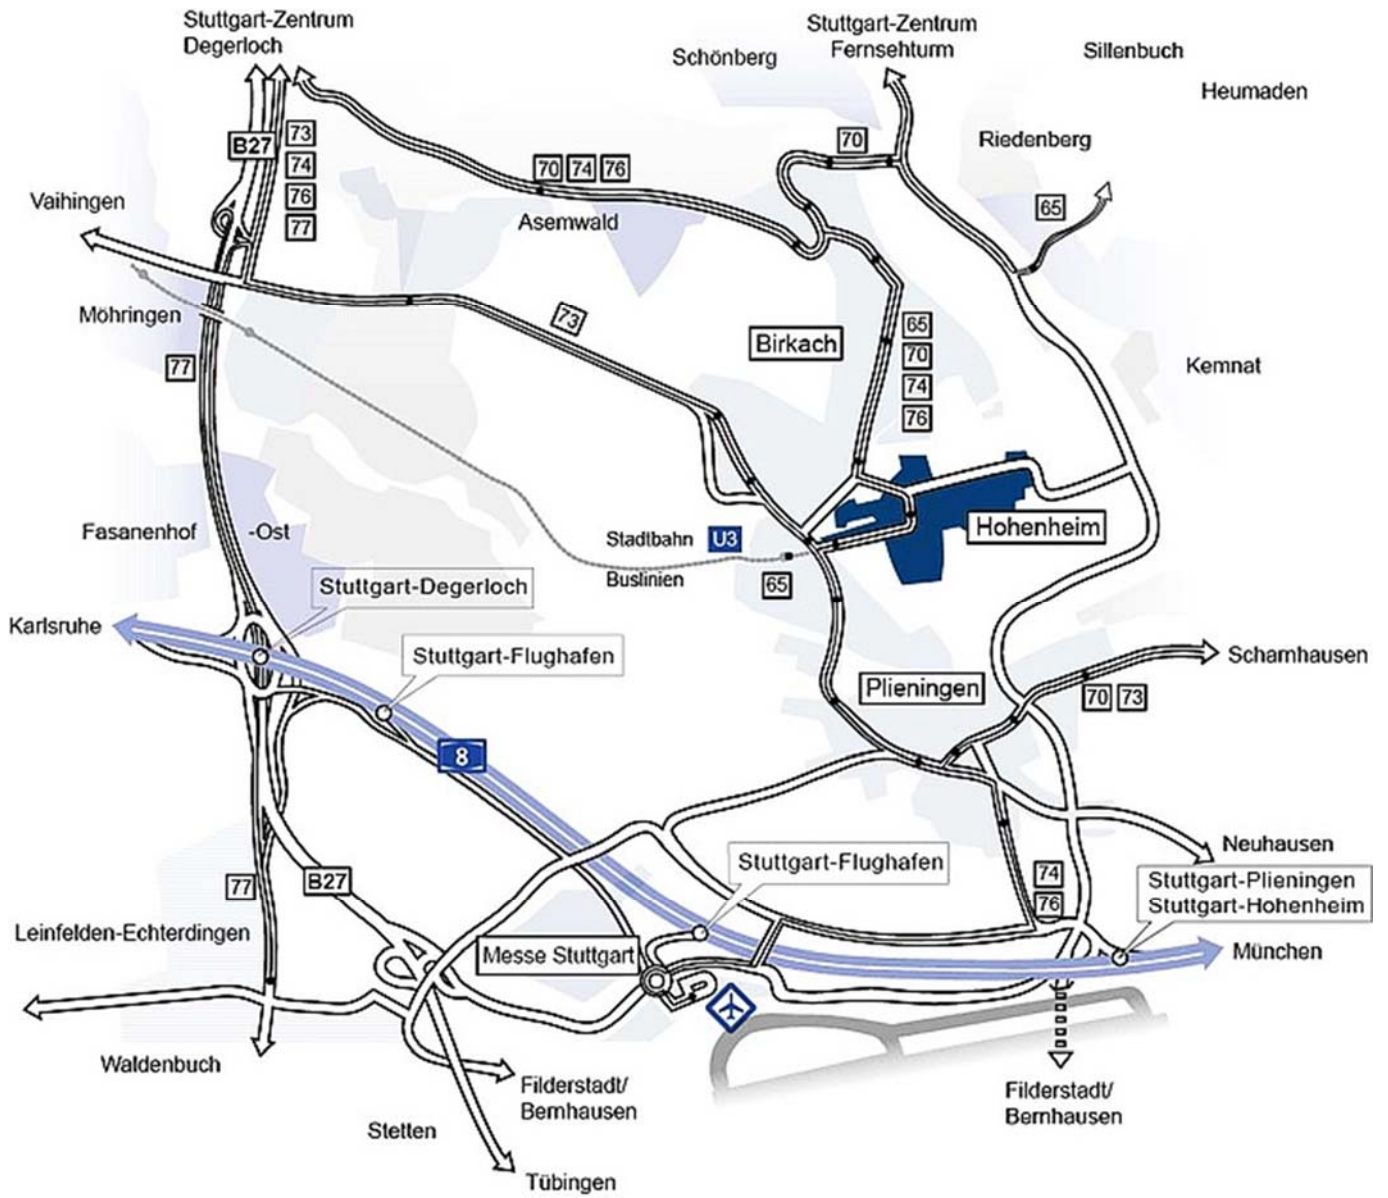 Stuttgart-Zentrum
Degerloch
Schönberg
Stuttgart-Zentrum
Fernsehturm
Sillenbuch
Heumaden
B27
73
74
76
77
70 74 76
70
Riedenberg
65
Vaihingen
Asemwald
Möhringen
73
77
Birkach
65
70
74
76
Kemnat
Fasanenhof -Ost
Stadtbahn U3
Buslinien
65
Hohenheim
Karlsruhe
Stuttgart-Degerloch
Stuttgart-Flughafen
Plieningen
Scharnhausen
70 73
8
77
B27
Stuttgart-Flughafen
74
76
Neuhausen
Stuttgart-Plieningen
Stuttgart-Hohenheim
Leinfelden-Echterdingen
Messe Stuttgart
München
Waldenbuch
Filderstadt/
Bernhausen
Filderstadt/
Bernhausen
Stetten
Tübingen